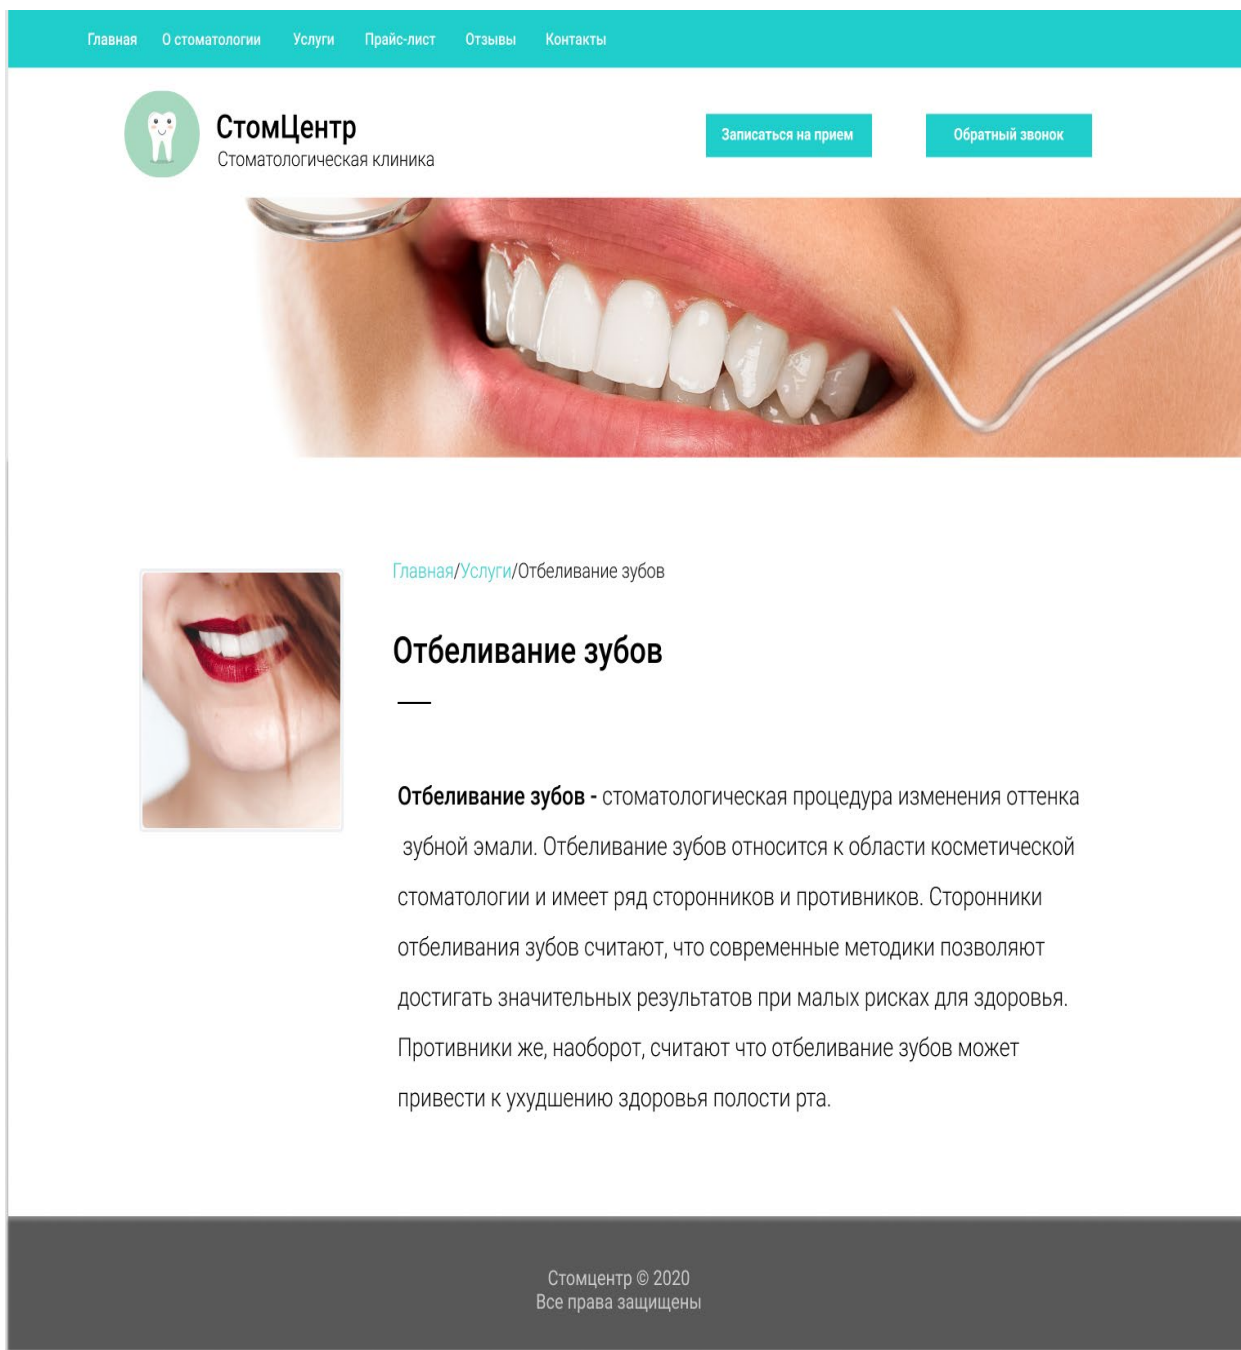 Главная О стоматологии Услуги Прайс-лист Отзывы Контакты
СтомЦентр
Стоматологическая клиника
Записаться на прием Обратный звонок
Главная/Услуги/Отбеливание зубов
Отбеливание зубов
Отбеливание зубов - стоматологическая процедура изменения оттенка
зубной эмали. Отбеливание зубов относится к области косметической
стоматологии и имеет ряд сторонников и противников. Сторонники
отбеливания зубов считают, что современные методики позволяют
достигать значительных результатов при малых рисках для здоровья.
Противники же, наоборот, считают что отбеливание зубов может
привести к ухудшению здоровья полости рта.
Стомцентр © 2020
Все права защищены